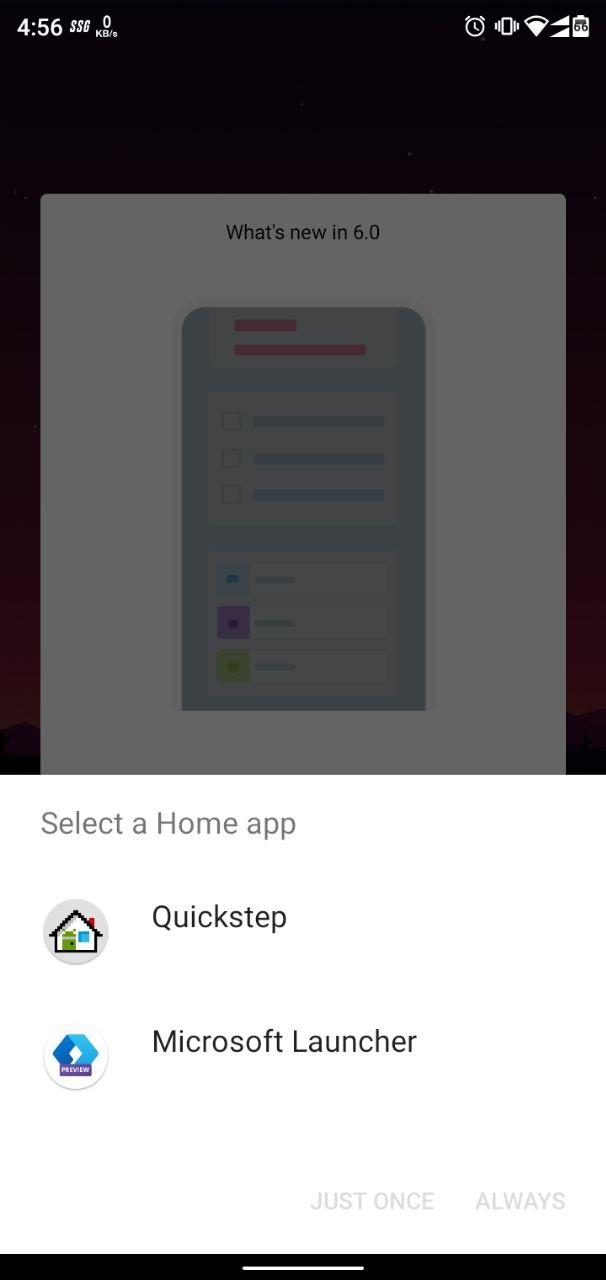 4:56 SSG 0 KB/s 66
What's new in 6.0
Select a Home app
Quickstep
Microsoft Launcher
PREVIEW
JUST ONCE ALWAYS